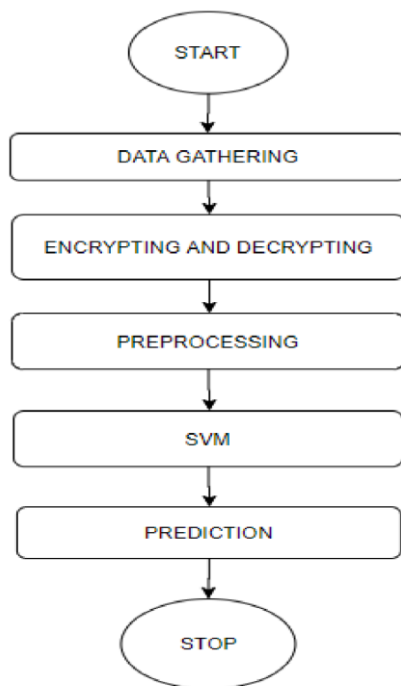 START
DATA GATHERING
ENCRYPTING AND DECRYPTING
PREPROCESSING
SVM
PREDICTION
STOP